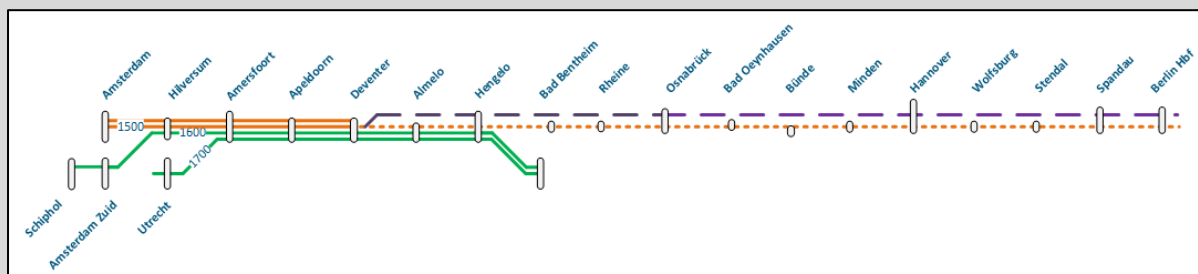 Amsterdam
Hilversum
Amersfoort
Apeldoorn
Deventer
Almelo
Hengelo
Bad Bentheim
Rheine
Osnabrück
Bad Oeynhausen
Bünde
Minden
Hannover
Wolfsburg
Stendal
Spandau
Berlin Hbf
1500
1600
1700
Schiphol
Amsterdam Zuid
Utrecht